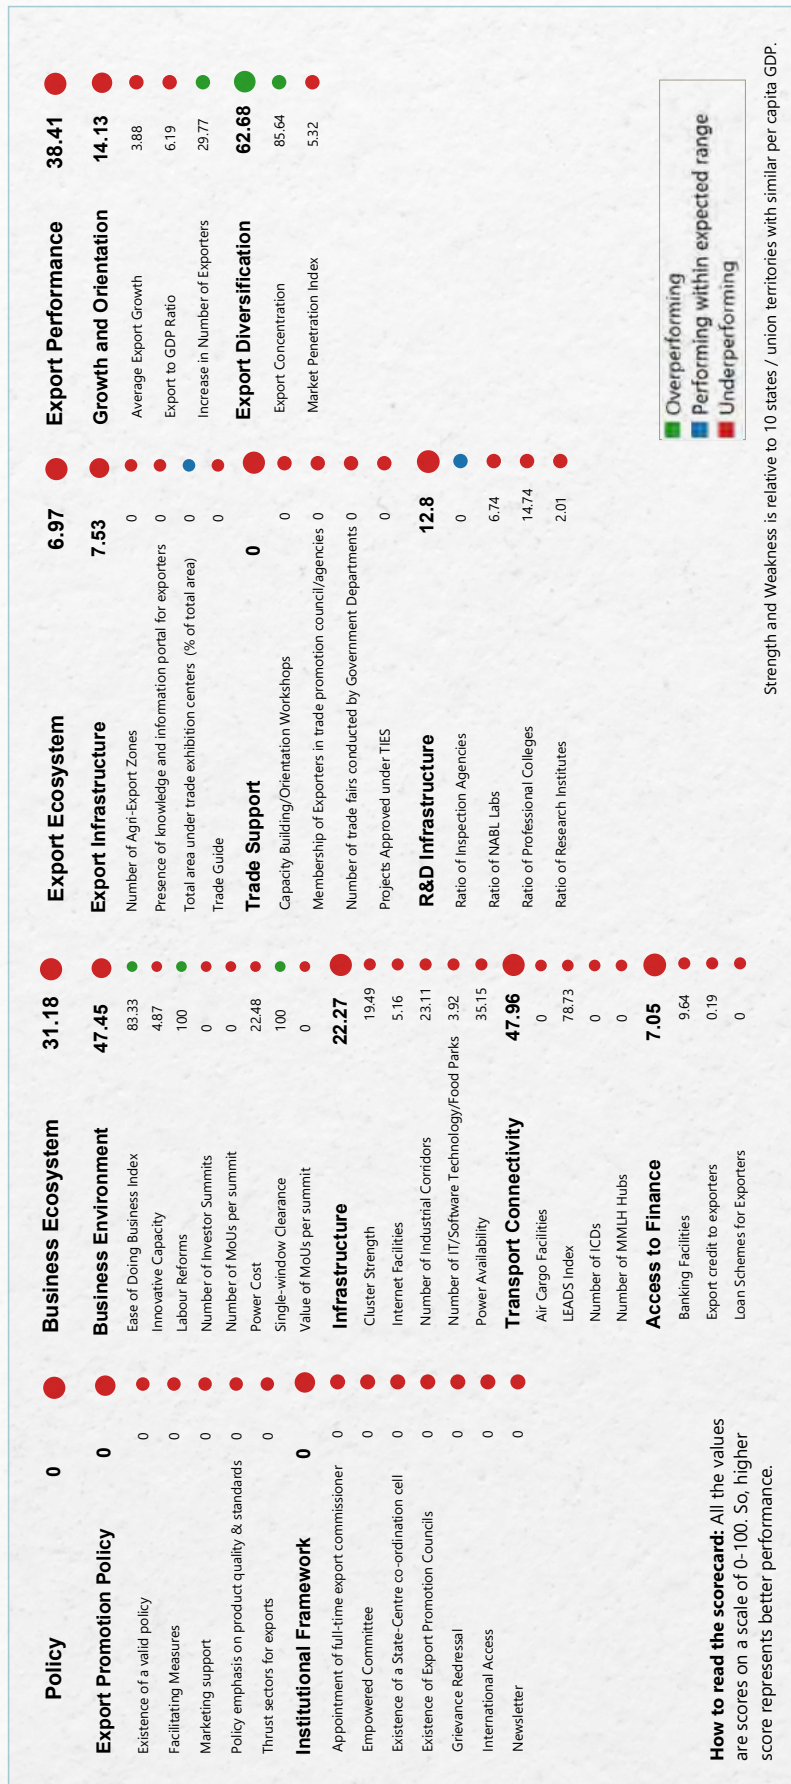 Policy 0
Export Promotion Policy 0
Existence of a valid policy 0
Facilitating Measures 0
Marketing support 0
Policy emphasis on product quality & standards 0
Thrust sectors for exports 0
Institutional Framework 0
Appointment of full-time export commissioner 0
Empowered Committee 0
Existence of a State-Centre co-ordination cell 0
Existence of Export Promotion Councils 0
Grievance Redressal 0
International Access 0
Newsletter 0
Business Ecosystem 31.18
Business Environment 47.45
Ease of Doing Business Index 83.33
Innovative Capacity 4.87
Labour Reforms 100
Number of Investor Summits 0
Number of MoUs per summit 0
Power Cost 22.48
Single-window Clearance 100
Value of MoUs per summit 0
Infrastructure 22.27
Cluster Strength 19.49
Internet Facilities 5.16
Number of Industrial Corridors 23.11
Number of IT/Software Technology/Food Parks 3.92
Power Availability 35.15
Transport Connectivity 47.96
Air Cargo Facilities 0
LEADS Index 78.73
Number of ICDs 0
Number of MMLH Hubs 0
Access to Finance 7.05
Banking Facilities 9.64
Export credit to exporters 0.19
Loan Schemes for Exporters 0
Export Ecosystem 6.97
Export Infrastructure 7.53
Number of Agri-Export Zones 0
Presence of knowledge and information portal for exporters 0
Total area under trade exhibition centers (% of total area) 0
Trade Guide 0
Trade Support 0
Capacity Building/Orientation Workshops 0
Membership of Exporters in trade promotion council/agencies 0
Number of trade fairs conducted by Government Departments 0
Projects Approved under TIES 0
R&D Infrastructure 12.8
Ratio of Inspection Agencies 0
Ratio of NABL Labs 6.74
Ratio of Professional Colleges 14.74
Ratio of Research Institutes 2.01
Export Performance 38.41
Growth and Orientation 14.13
Average Export Growth 3.88
Export to GDP Ratio 6.19
Increase in Number of Exporters 29.77
Export Diversification 62.68
Export Concentration 85.64
Market Penetration Index 5.32
How to read the scorecard: All the values
are scores on a scale of 0-100. So, higher
score represents better performance.
Overperforming
Performing within expected range
Underperforming
Strength and Weakness is relative to 10 states / union territories with similar per capita GDP.